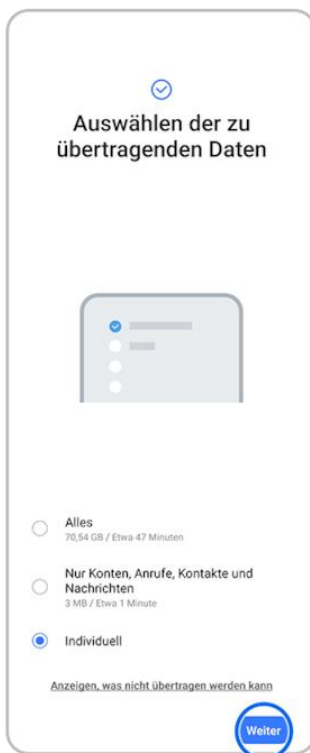 Auswählen der zu
übertragenden Daten
Alles
70,54 GB / Etwa 47 Minuten
Nur Konten, Anrufe, Kontakte und
Nachrichten
3 MB / Etwa 1 Minute
Individuell
Anzeigen, was nicht übertragen werden kann
Weiter